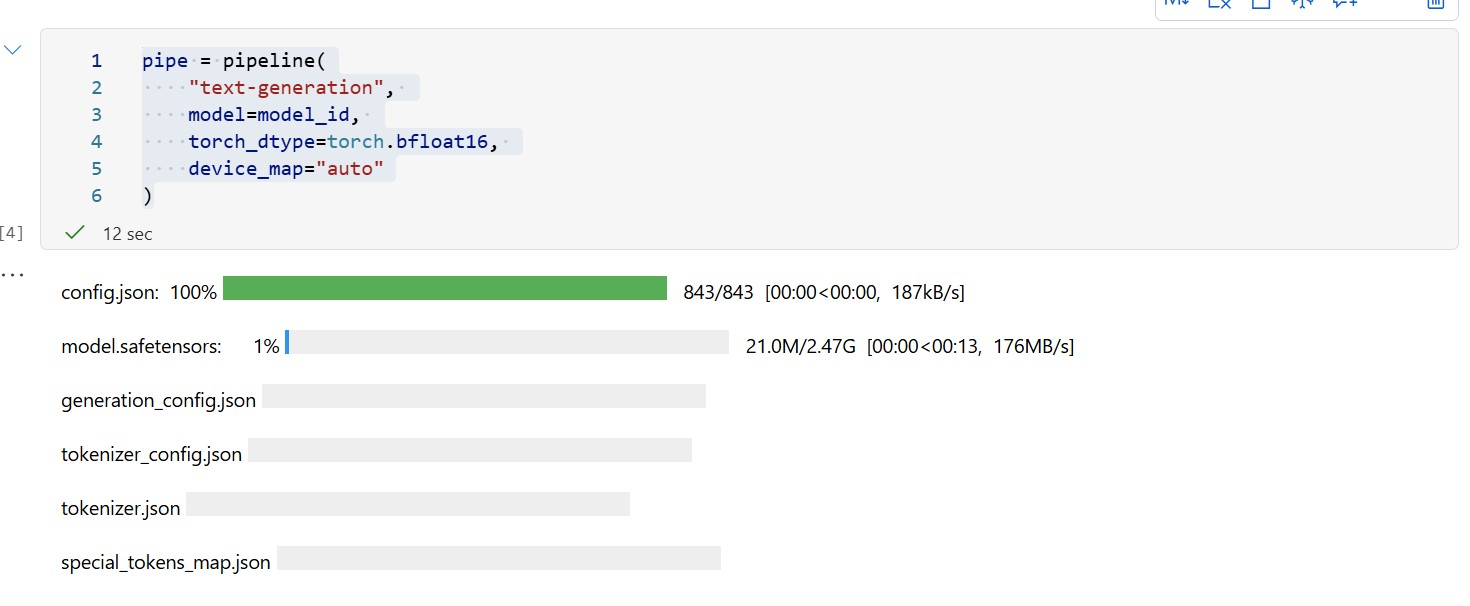 1 pipe = pipeline(
2 "text-generation",
3 model=model_id,
4 torch_dtype=torch.bfloat16,
5 device_map="auto"
6 )
[4] 12 sec
...
config.json: 100% 843/843 [00:00<00:00, 187kB/s]
model.safetensors: 1% 21.0M/2.47G [00:00<00:13, 176MB/s]
generation_config.json
tokenizer_config.json
tokenizer.json
special_tokens_map.json